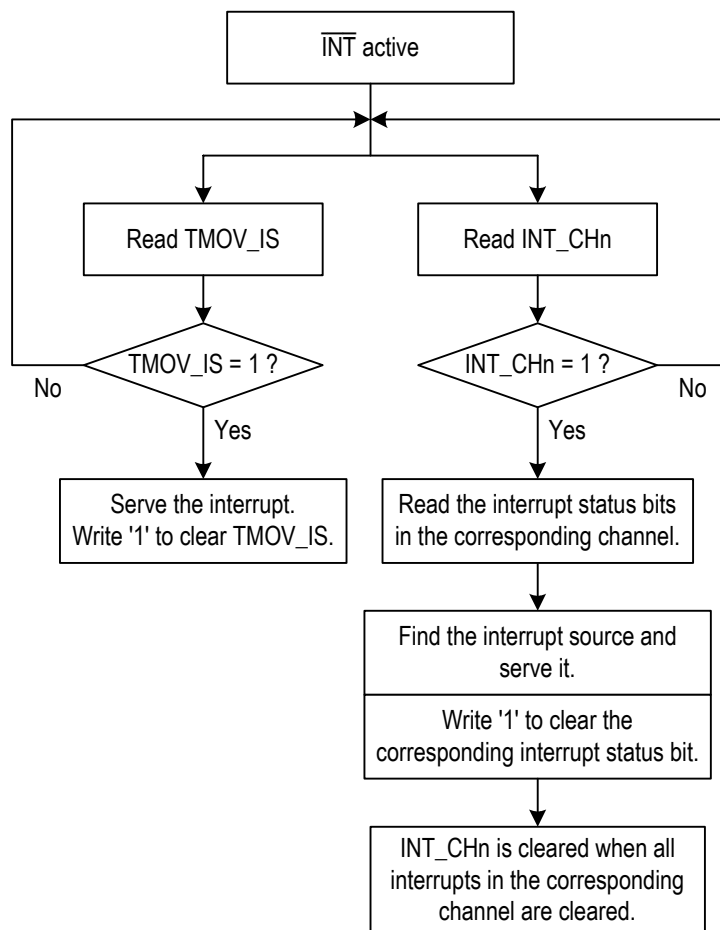 INT active
Read TMOV_IS
Read INT_CHn
TMOV_IS = 1 ?
INT_CHn = 1 ?
No
No
Yes
Yes
Serve the interrupt.
Write '1' to clear TMOV_IS.
Read the interrupt status bits
in the corresponding channel.
Find the interrupt source and
serve it.
Write '1' to clear the
corresponding interrupt status bit.
INT_CHn is cleared when all
interrupts in the corresponding
channel are cleared.